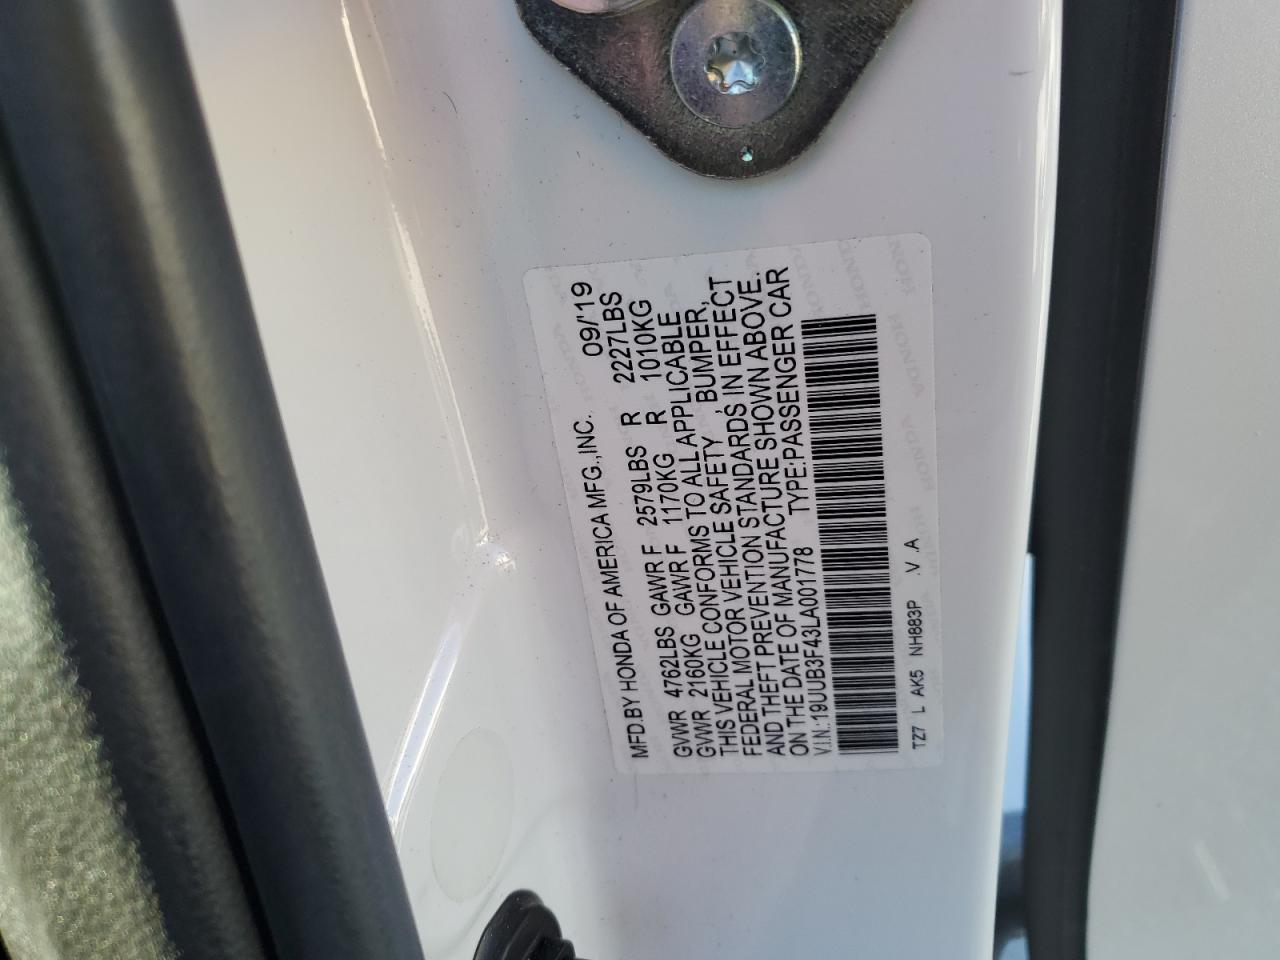 MFD.BY HONDA OF AMERICA MFG.,INC. 09/'19
GVWR 4762LBS GAWR F 2579LBS R 2227LBS
GVWR 2160KG GAWR F 1170KG R 1010KG
THIS VEHICLE CONFORMS TO ALL APPLICABLE
FEDERAL MOTOR VEHICLE SAFETY ,BUMPER,
AND THEFT PREVENTION STANDARDS IN EFFECT
ON THE DATE OF MANUFACTURE SHOWN ABOVE.
V.I.N.:19UUB3F43LA001778 TYPE:PASSENGER CAR
TZ7 L AK5 NH883P .V .A